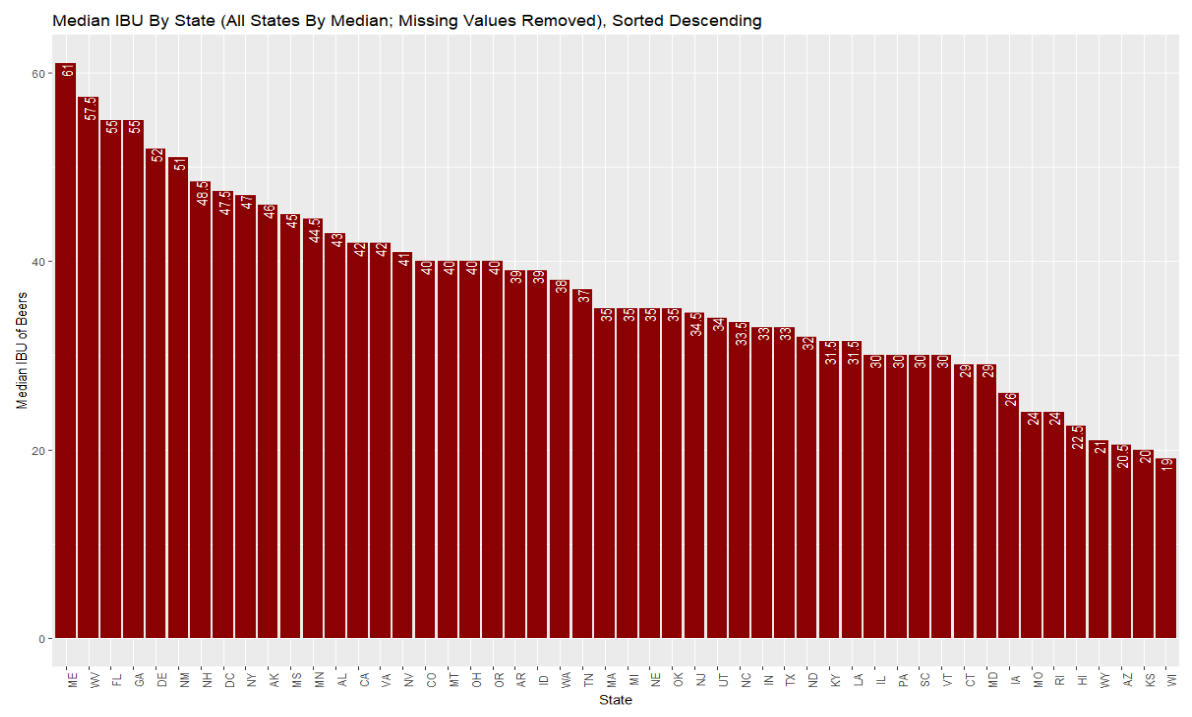 Median IBU By State (All States By Median; Missing Values Removed), Sorted Descending
Median IBU of Beers
60
40
20
0
61 57.5 55 55 52 51 48.5 47.5 47 46 45 44.5 43 42 42 41 40 40 40 40 39 39 38 37 35 35 35 35 34.5 34 33.5 33 33 32 31.5 31.5 30 30 30 30 29 29 26 24 24 22.5 21 20.5 20 19
ME WV FL GA DE NM NH DC NY AK MS MN AL CA VA NV CO MT OH OR AR ID WA TN MA MI NE OK NJ UT NC IN TX ND KY LA IL PA SC VT CT MD IA MO RI HI WY AZ KS WI
State